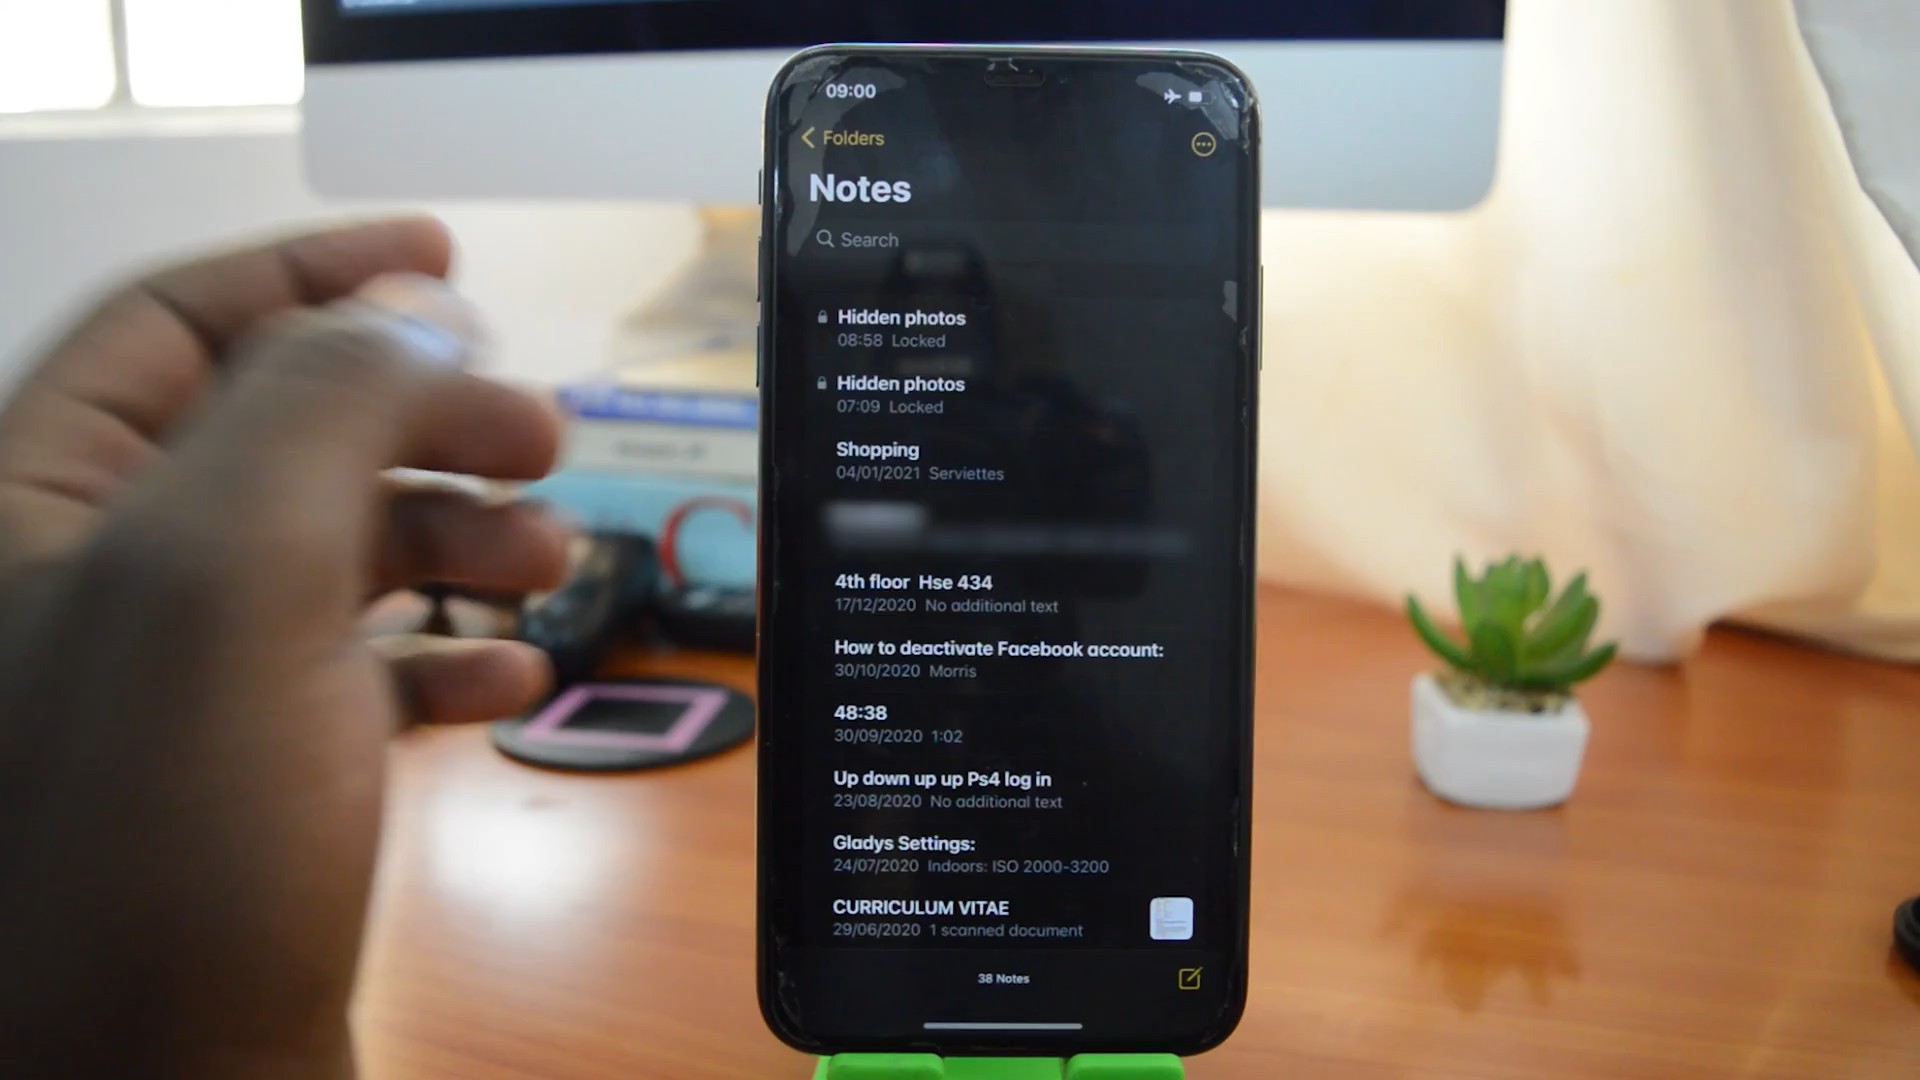 09:00
Folders
Notes
Search
Hidden photos
08:58 Locked
Hidden photos
07:09 Locked
Shopping
04/01/2021 Serviettes
4th floor Hse 434
17/12/2020 No additional text
How to deactivate Facebook account:
30/10/2020 Morris
48:38
30/09/2020 1:02
Up down up up Ps4 log in
23/08/2020 No additional text
Gladys Settings:
24/07/2020 Indoors: ISO 2000-3200
CURRICULUM VITAE
29/06/2020 1 scanned document
38 Notes